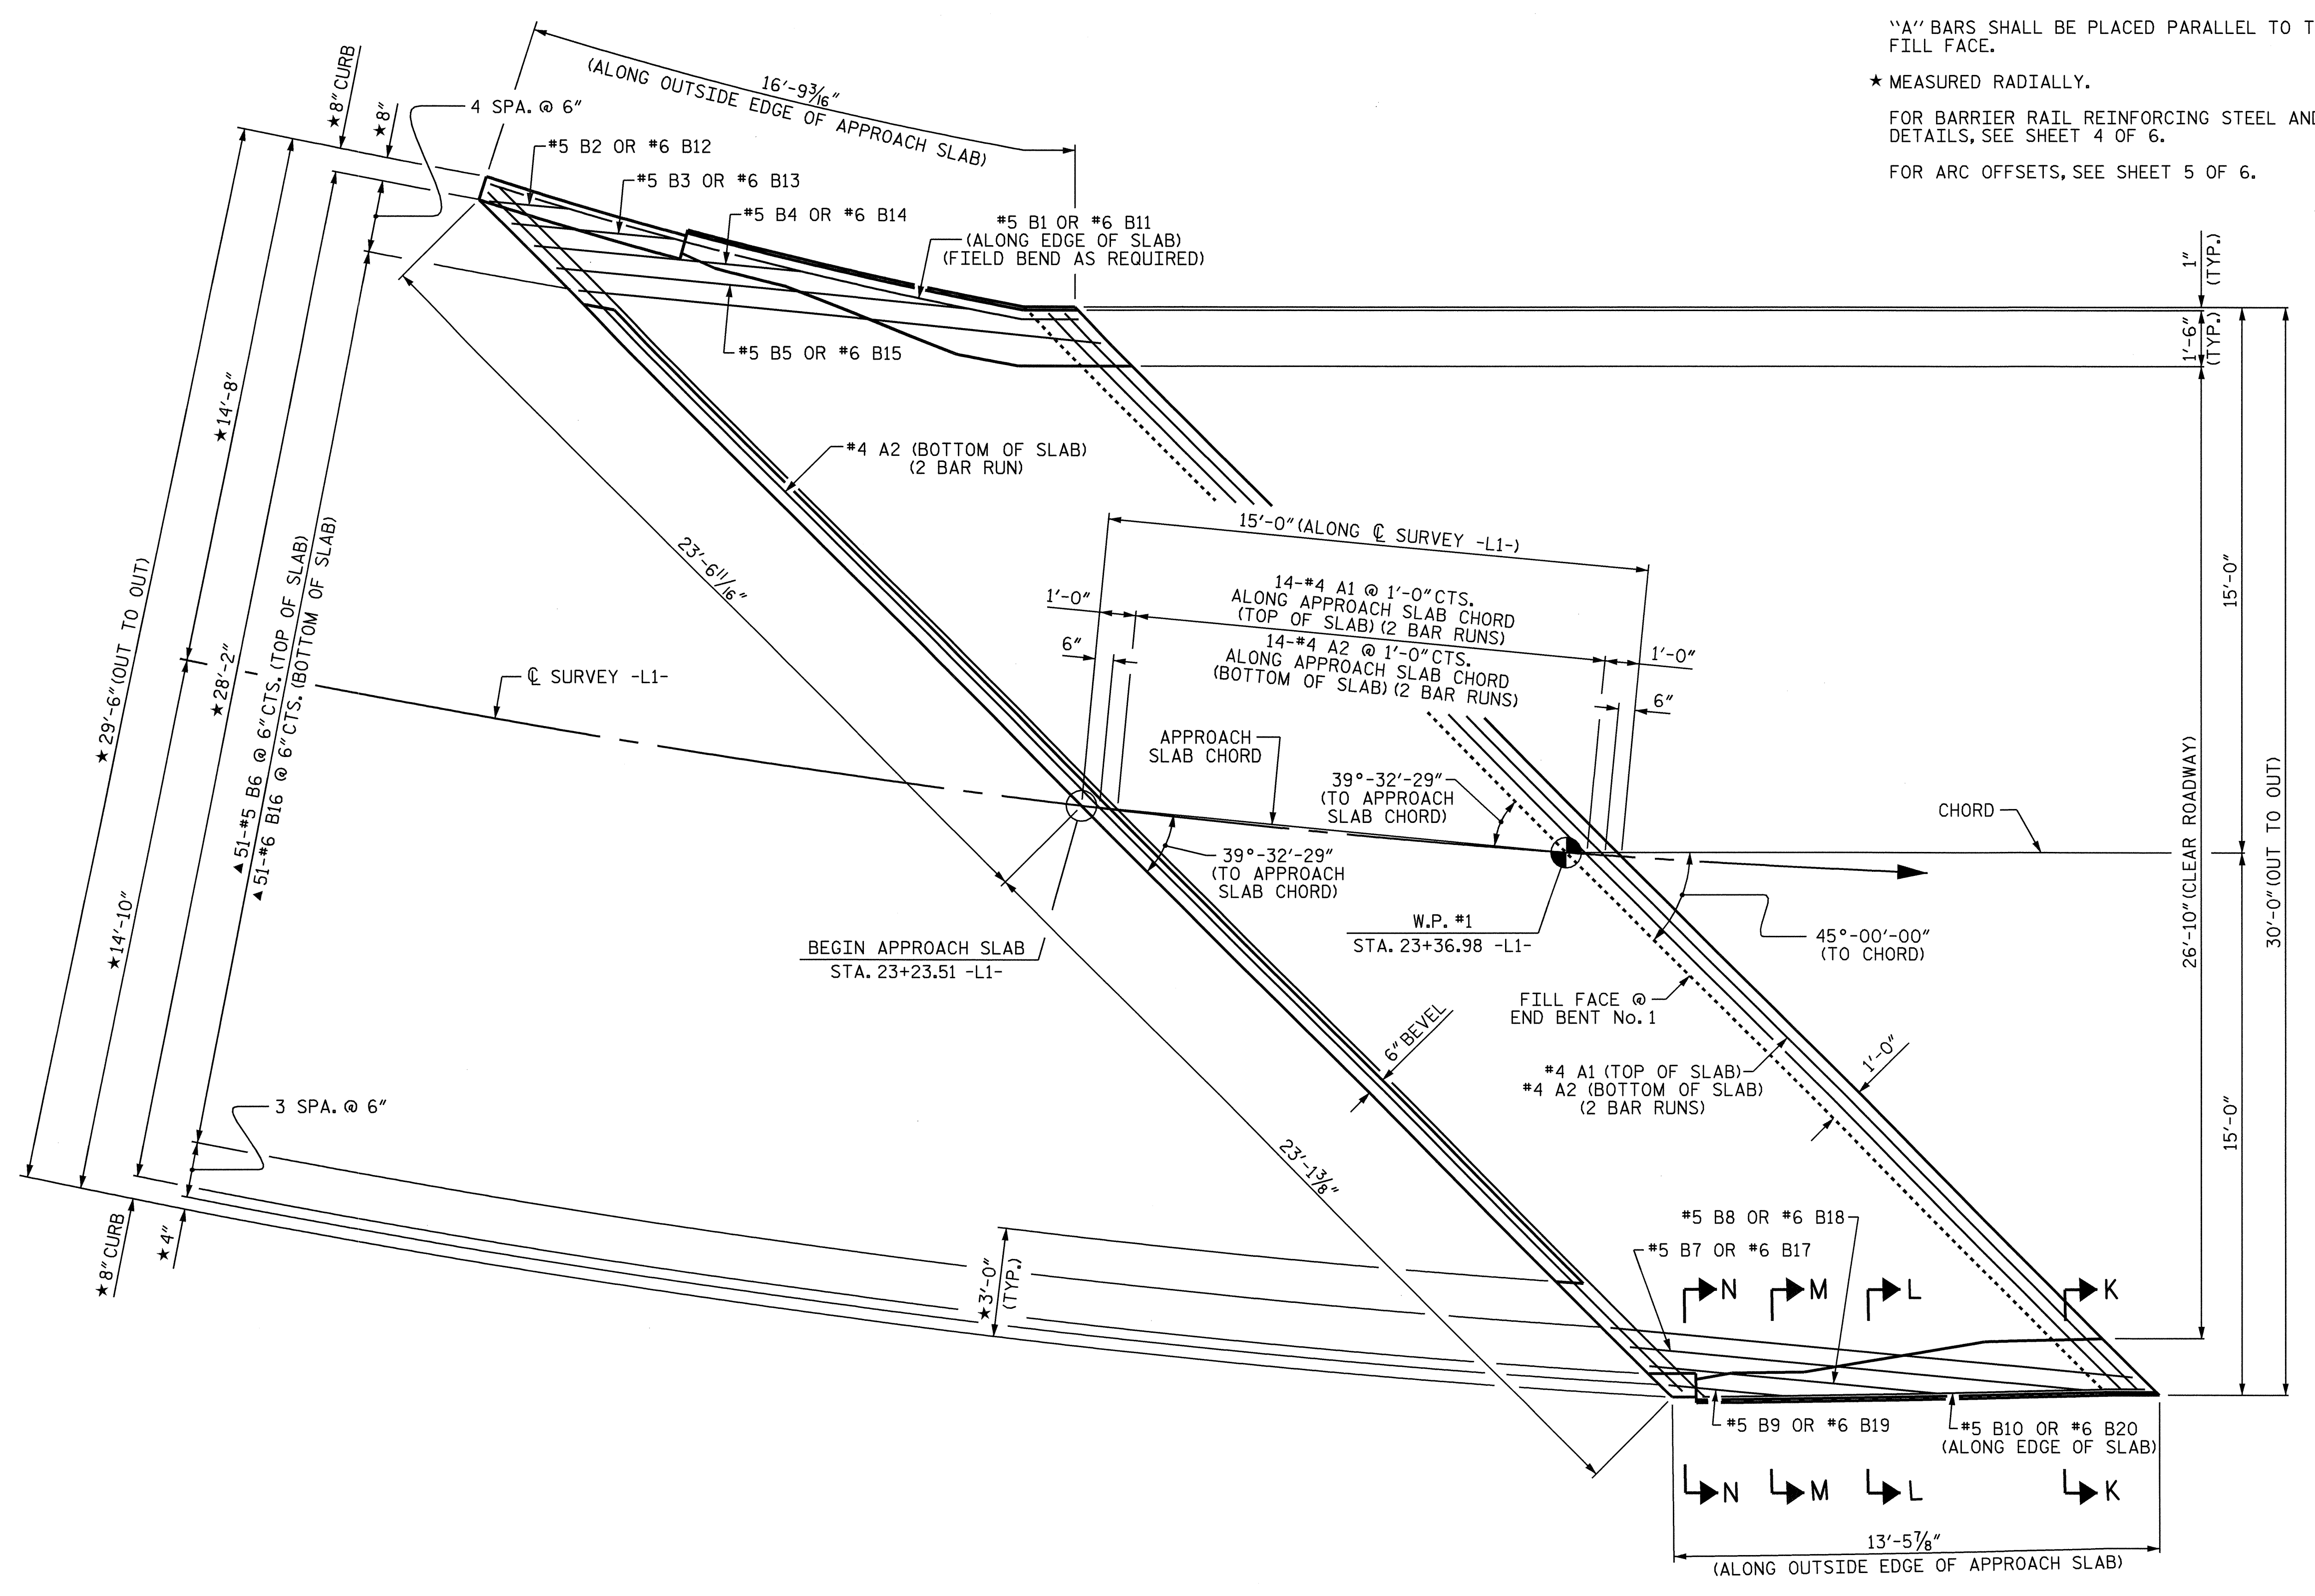 "A" BARS SHALL BE PLACED PARALLEL TO T
FILL FACE.
★ MEASURED RADIALLY.
FOR BARRIER RAIL REINFORCING STEEL AND
DETAILS, SEE SHEET 4 OF 6.
FOR ARC OFFSETS, SEE SHEET 5 OF 6.
16'-9 3/16"
(ALONG OUTSIDE EDGE OF APPROACH SLAB)
★8" CURB
★8"
4 SPA. @ 6"
#5 B2 OR #6 B12
#5 B3 OR #6 B13
#5 B4 OR #6 B14
#5 B1 OR #6 B11
(ALONG EDGE OF SLAB)
(FIELD BEND AS REQUIRED)
#5 B5 OR #6 B15
1"
(TYP.)
1'-6"
(TYP.)
#4 A2 (BOTTOM OF SLAB)
(2 BAR RUN)
★14'-8"
★29'-6" (OUT TO OUT)
★28'-2"
▲51-#5 B6 @ 6" CTS. (TOP OF SLAB)
▲51-#6 B16 @ 6" CTS. (BOTTOM OF SLAB)
★14'-10"
23'-6 11/16"
15'-0" (ALONG ℄ SURVEY -L1-)
14-#4 A1 @ 1'-0" CTS.
ALONG APPROACH SLAB CHORD
(TOP OF SLAB) (2 BAR RUNS)
14-#4 A2 @ 1'-0" CTS.
ALONG APPROACH SLAB CHORD
(BOTTOM OF SLAB) (2 BAR RUNS)
1'-0"
6"
1'-0"
6"
℄ SURVEY -L1-
APPROACH
SLAB CHORD
39°-32'-29"
(TO APPROACH
SLAB CHORD)
39°-32'-29"
(TO APPROACH
SLAB CHORD)
CHORD
W.P. #1
STA. 23+36.98 -L1-
BEGIN APPROACH SLAB
STA. 23+23.51 -L1-
45°-00'-00"
(TO CHORD)
15'-0"
26'-10" (CLEAR ROADWAY)
30'-0" (OUT TO OUT)
15'-0"
FILL FACE @
END BENT No. 1
6" BEVEL
1'-0"
#4 A1 (TOP OF SLAB)
#4 A2 (BOTTOM OF SLAB)
(2 BAR RUNS)
3 SPA. @ 6"
23'-1 3/8"
★8" CURB
★4"
★3'-0"
(TYP.)
#5 B8 OR #6 B18
#5 B7 OR #6 B17
N M L K
#5 B9 OR #6 B19
#5 B10 OR #6 B20
(ALONG EDGE OF SLAB)
N M L K
13'-5 7/8"
(ALONG OUTSIDE EDGE OF APPROACH SLAB)